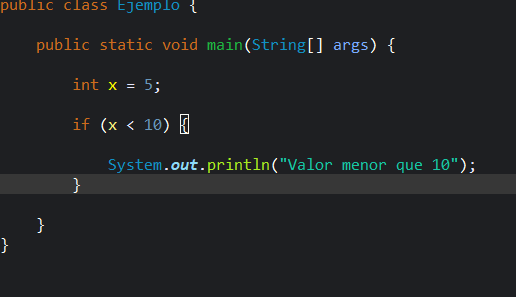 public class Ejemplo {
public static void main(String[] args) {
int x = 5;
if (x < 10) {
System.out.println("Valor menor que 10");
}
}
}